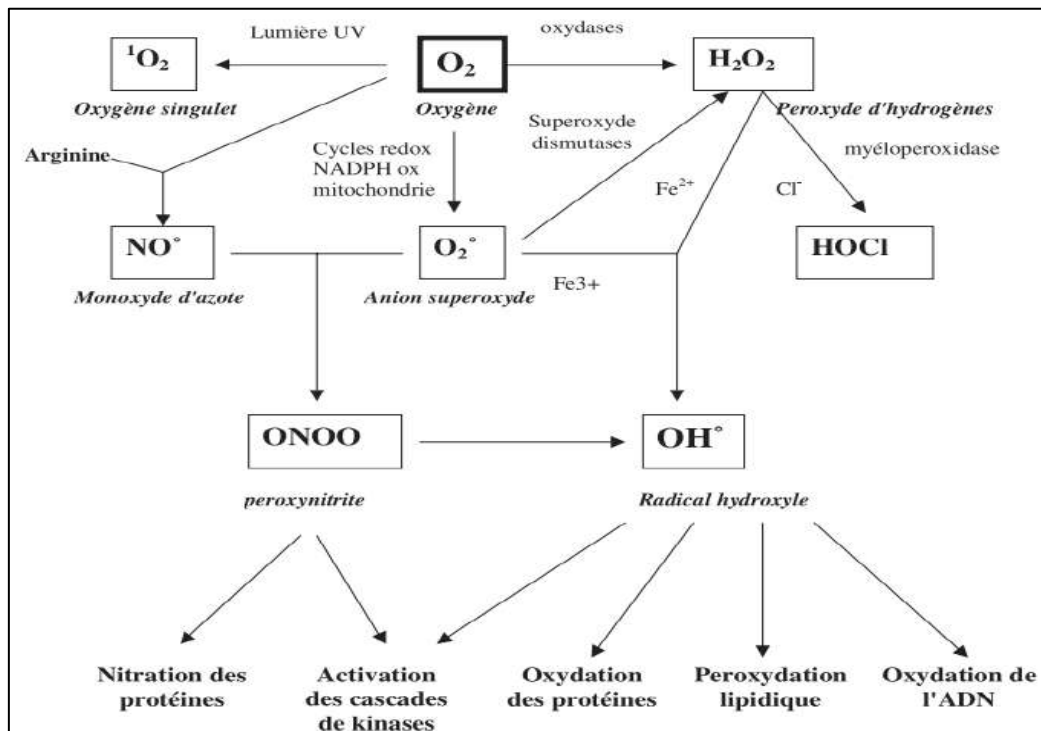 Lumière UV
oxydases
¹O₂
O₂
H₂O₂
Oxygène singulet
Oxygène
Peroxyde d'hydrogènes
Arginine
Cycles redox
NADPH ox
mitochondrie
Superoxyde
dismutases
myéloperoxidase
Fe²⁺
Cl⁻
NO°
O₂°
HOCl
Monoxyde d'azote
Anion superoxyde
Fe3+
ONOO
OH°
peroxynitrite
Radical hydroxyle
Nitration des
protéines
Activation
des cascades
de kinases
Oxydation
des protéines
Peroxydation
lipidique
Oxydation de
l'ADN